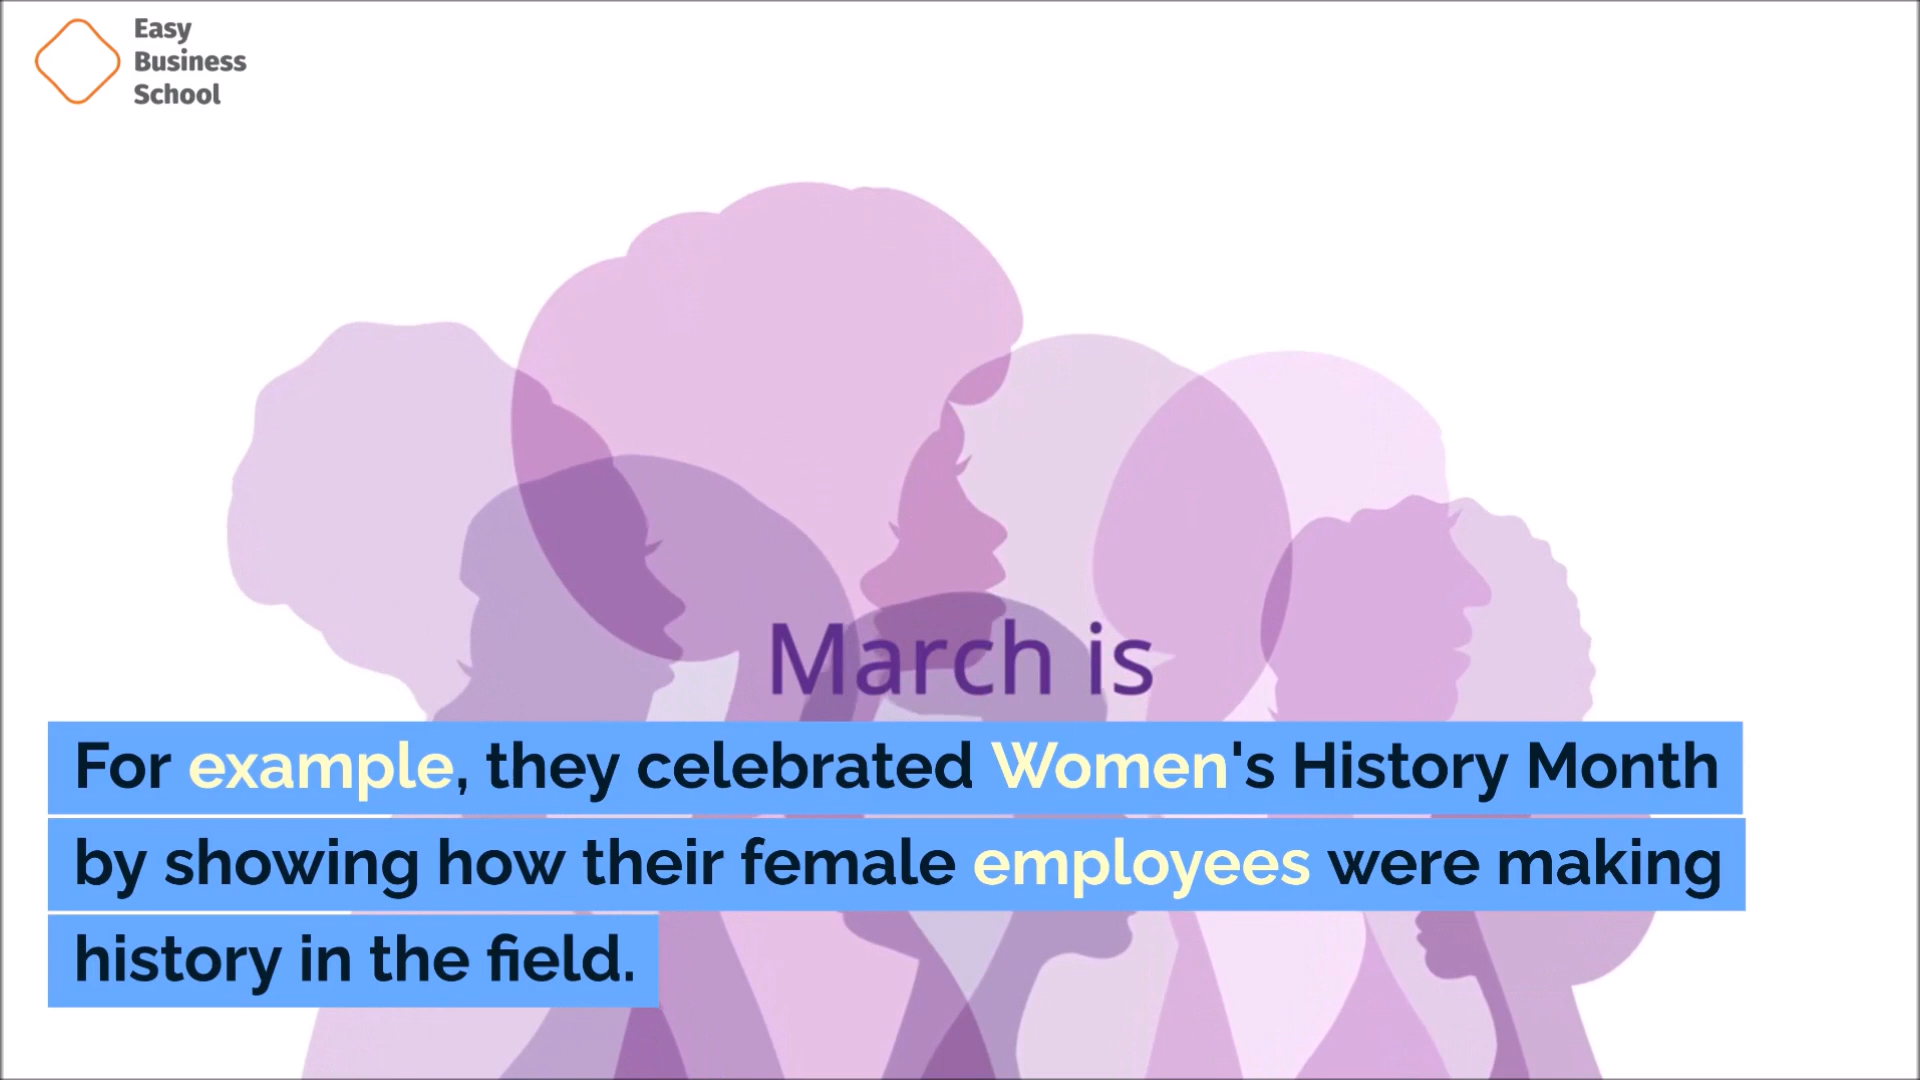 Easy
Business
School
March is
For example, they celebrated Women's History Month
by showing how their female employees were making
history in the field.